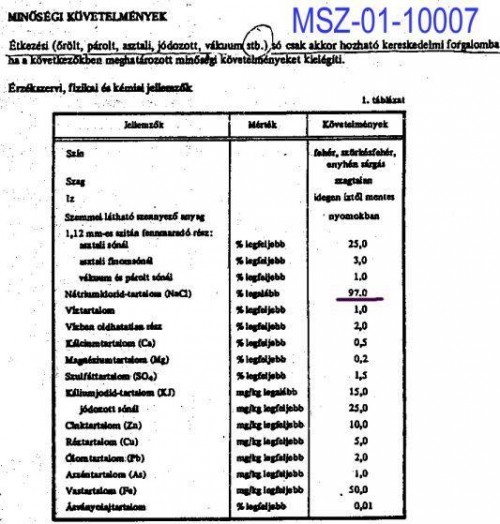 MINŐSÉGI KÖVETELMÉNYEK
MSZ-01-10007
Étkezési (őrölt, párolt, asztali, jódozott, vákuum stb.) só csak akkor hozható kereskedelmi forgalomba
ha a következőkben meghatározott minőségi követelményeket kielégíti.
Érzékszervi, fizikai és kémiai jellemzők
1. táblázat
Jellemzők Mérték Követelmények
Szín fehér, szürkésfehér,
enyhén sárgás
Szag szagtalan
Íz idegen íztől mentes
Szemmel látható szennyező anyag nyomokban
1,12 mm-es szitán fennmaradó rész:
asztali sónál % legfeljebb 25,0
asztali finomsónál % legfeljebb 3,0
vákuum és párolt sónál % legfeljebb 1,0
Nátriumklorid-tartalom (NaCl) % legalább 97.0
Víztartalom % legfeljebb 1,0
Vízben oldhatatlan rész % legfeljebb 2,0
Kálciumtartalom (Ca) % legfeljebb 0,5
Magnéziumtartalom (Mg) % legfeljebb 0,2
Szulfáttartalom (SO₄) % legfeljebb 1,5
Káliumjodid-tartalom (KJ) mg/kg legalább 15,0
jódozott sónál mg/kg legfeljebb 25,0
Cinktartalom (Zn) mg/kg legfeljebb 10,0
Réztartalom (Cu) mg/kg legfeljebb 5,0
Ólomtartalom (Pb) mg/kg legfeljebb 2,0
Arzéntartalom (As) mg/kg legfeljebb 1,0
Vastartalom (Fe) mg/kg legfeljebb 50,0
Ásványolajtartalom % legfeljebb 0,01